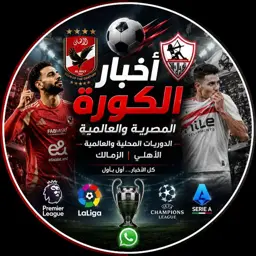 أخبار
الكورة
المصرية والعالمية
الدوريات المحلية والعالمية
الأهلي | الزمالك
كل الأخبار... أول بأول
Premier
League
LaLiga
CHAMPIONS
LEAGUE
SERIE A